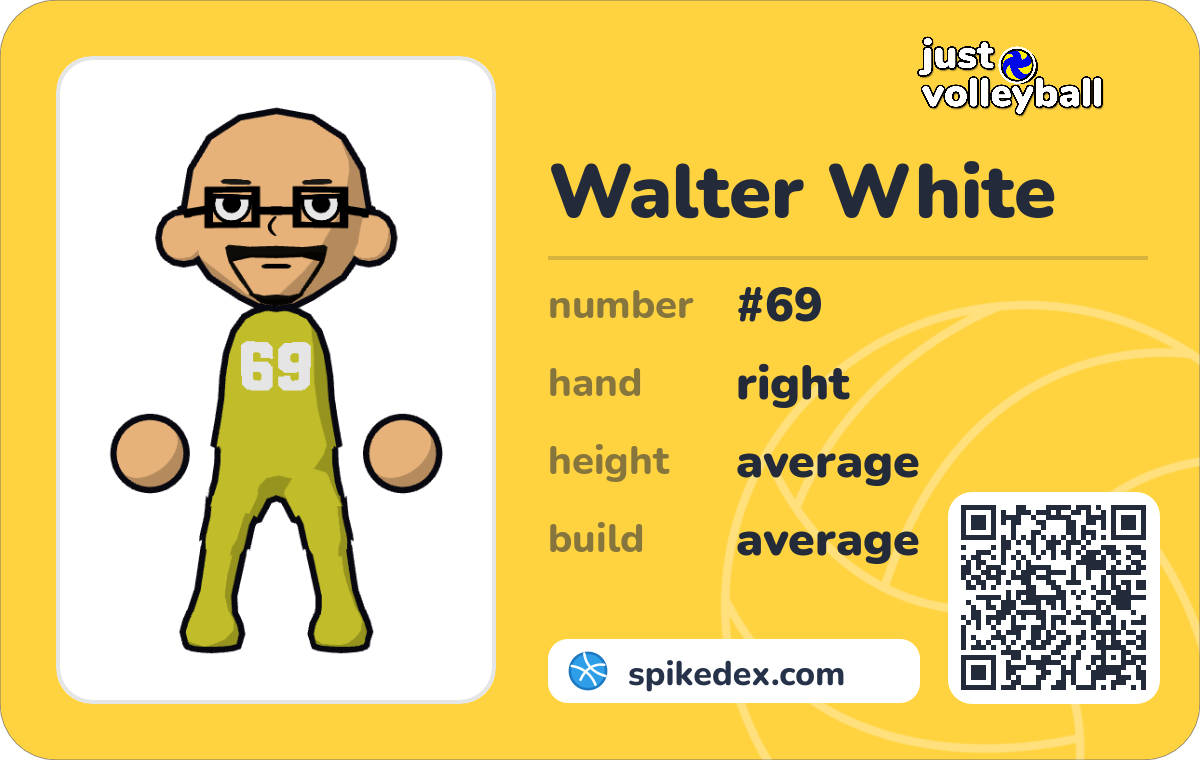 just
volleyball
Walter White
number #69
hand right
height average
build average
69
spikedex.com